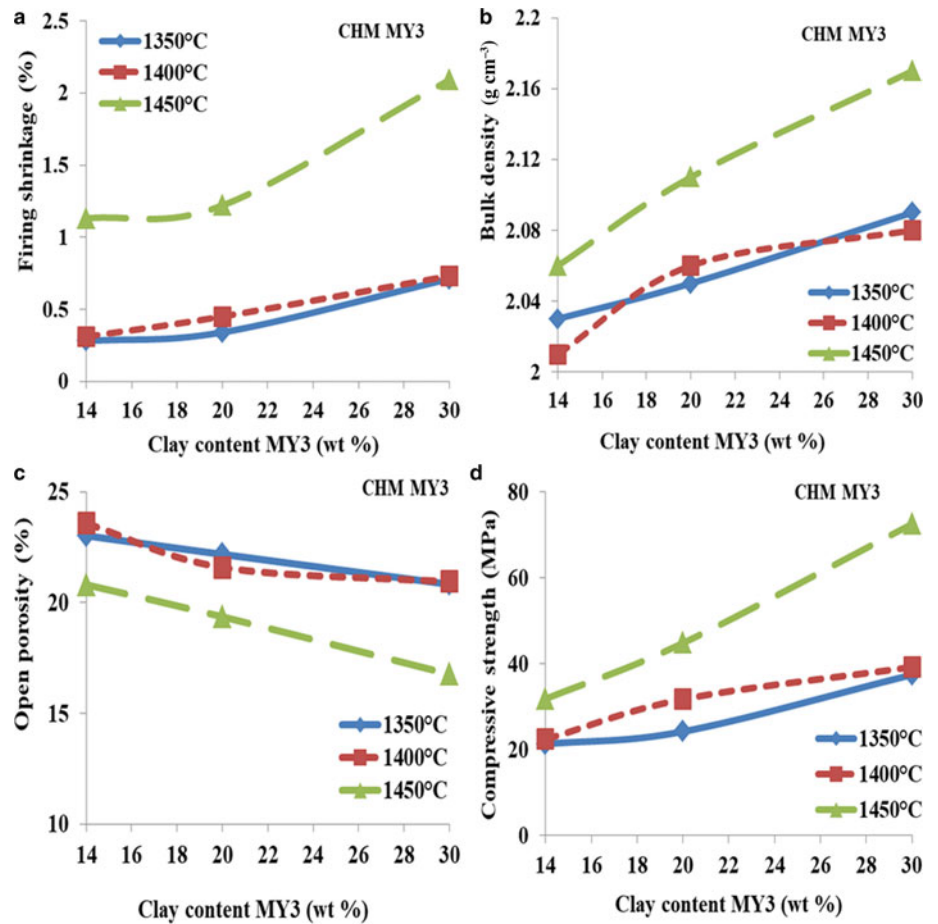 a
Firing shrinkage (%)
2.5
2
1.5
1
0.5
0
CHM MY3
1350°C
1400°C
1450°C
14 16 18 20 22 24 26 28 30
Clay content MY3 (wt %)
b
Bulk density (g cm⁻³)
2.2
2.16
2.12
2.08
2.04
2
CHM MY3
1350°C
1400°C
1450°C
14 16 18 20 22 24 26 28 30
Clay content MY3 (wt %)
c
Open porosity (%)
25
20
15
10
CHM MY3
1350°C
1400°C
1450°C
14 16 18 20 22 24 26 28 30
Clay content MY3 (wt %)
d
Compressive strength (MPa)
80
60
40
20
0
CHM MY3
1350°C
1400°C
1450°C
14 16 18 20 22 24 26 28 30
Clay content MY3 (wt %)